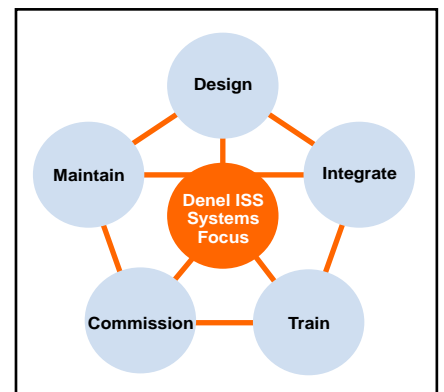 Design
Maintain
Integrate
Denel ISS
Systems
Focus
Commission
Train